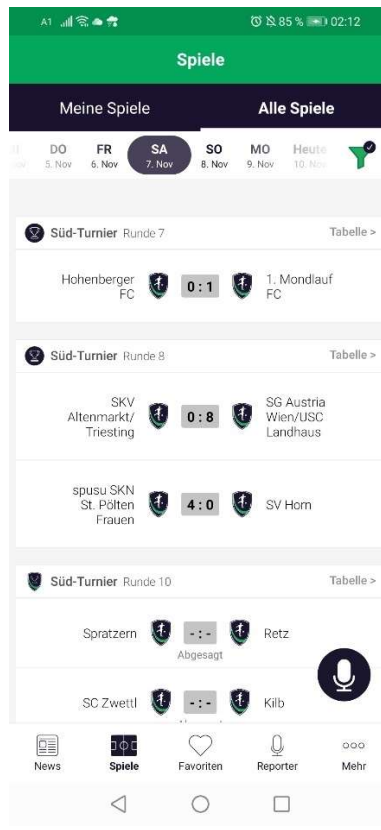 A1 85 % 02:12
Spiele
Meine Spiele Alle Spiele
DO FR SA SO MO Heute
5. Nov 6. Nov 7. Nov 8. Nov 9. Nov 10. Nov
Süd-Turnier Runde 7 Tabelle >
Hohenberger 1. Mondlauf
0 : 1
FC FC
Süd-Turnier Runde 8 Tabelle >
SKV SG Austria
Altenmarkt/ 0 : 8 Wien/USC
Triesting Landhaus
spusu SKN
St. Pölten 4 : 0 SV Horn
Frauen
Süd-Turnier Runde 10 Tabelle >
Spratzern - : - Retz
Abgesagt
SC Zwettl - : - Kilb
News Spiele Favoriten Reporter Mehr